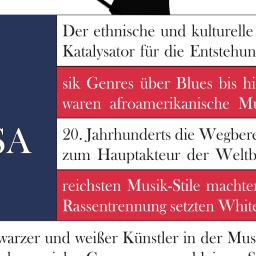 Der ethnische und kulturelle
Katalysator für die Entstehun
sik Genres über Blues bis hi
waren afroamerikanische Mu
SA
20. Jahrhunderts die Wegbere
zum Hauptakteur der Weltb
reichsten Musik-Stile machten
Rassentrennung setzten White
warzer und weißer Künstler in der Mus